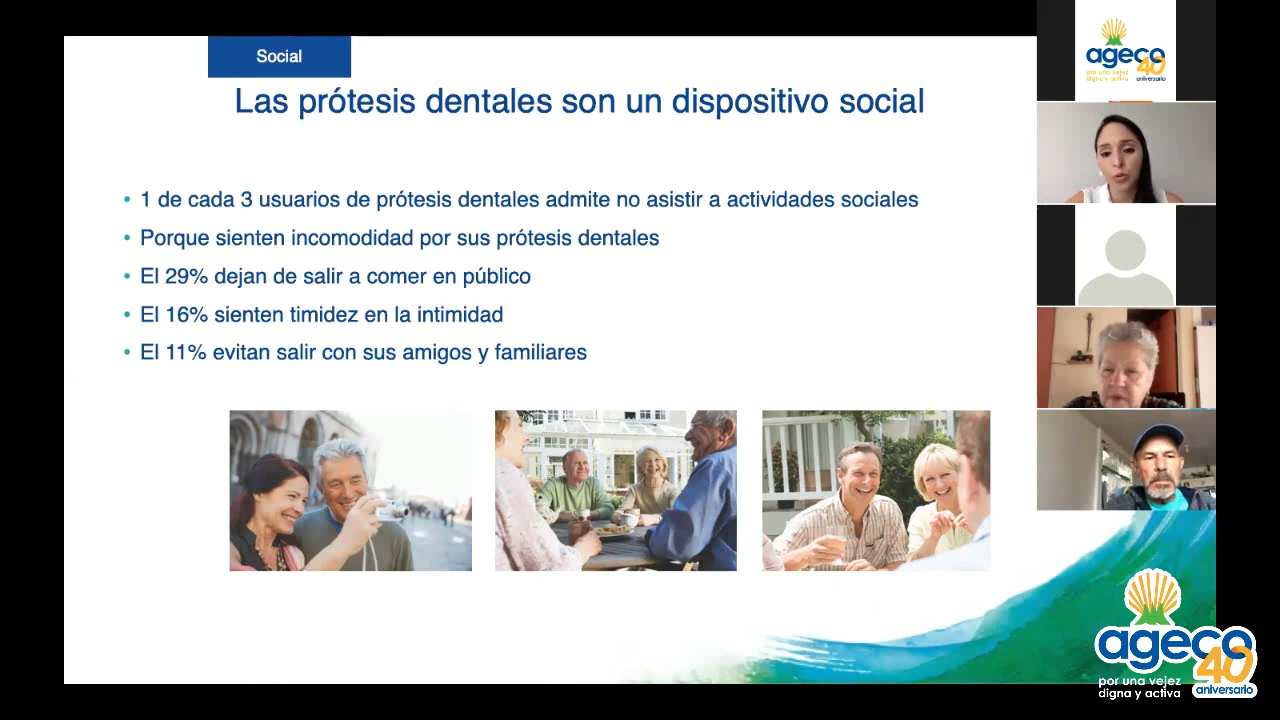 Social
Las prótesis dentales son un dispositivo social
• 1 de cada 3 usuarios de prótesis dentales admite no asistir a actividades sociales
• Porque sienten incomodidad por sus prótesis dentales
• El 29% dejan de salir a comer en público
• El 16% sienten timidez en la intimidad
• El 11% evitan salir con sus amigos y familiares
ageco
40
por una vejez
digna y activa
aniversario
ageco
40
por una vejez
digna y activa
aniversario